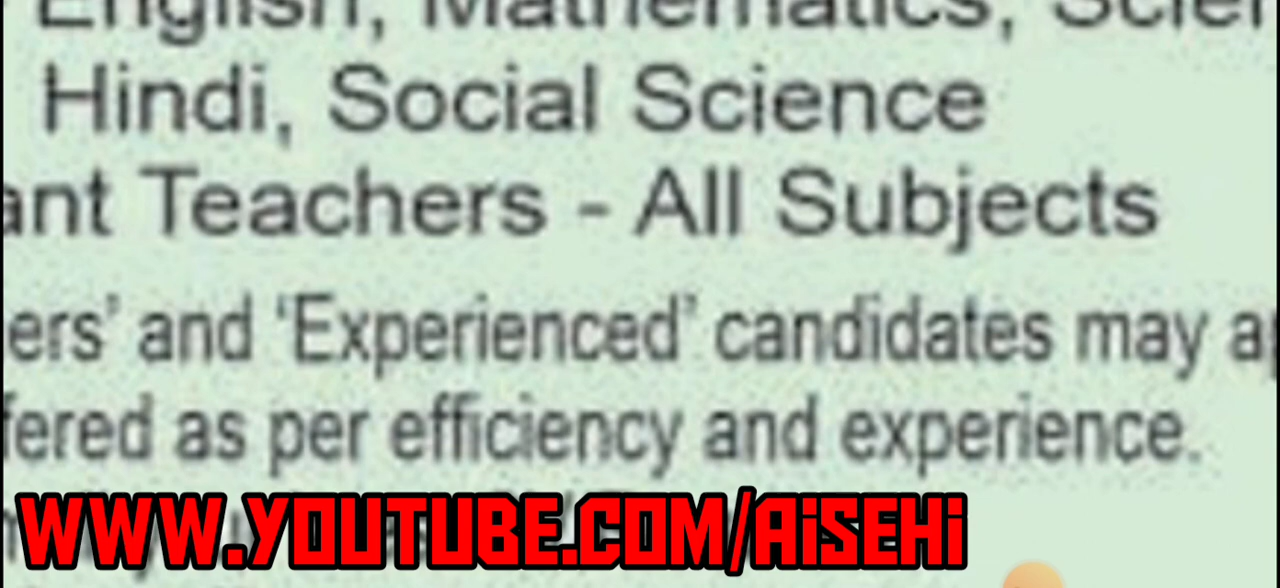 English, Mathematics, Scien
Hindi, Social Science
ant Teachers - All Subjects
ers' and 'Experienced' candidates may ap
fered as per efficiency and experience.
WWW.YOUTUBE.COM/AiSEHi